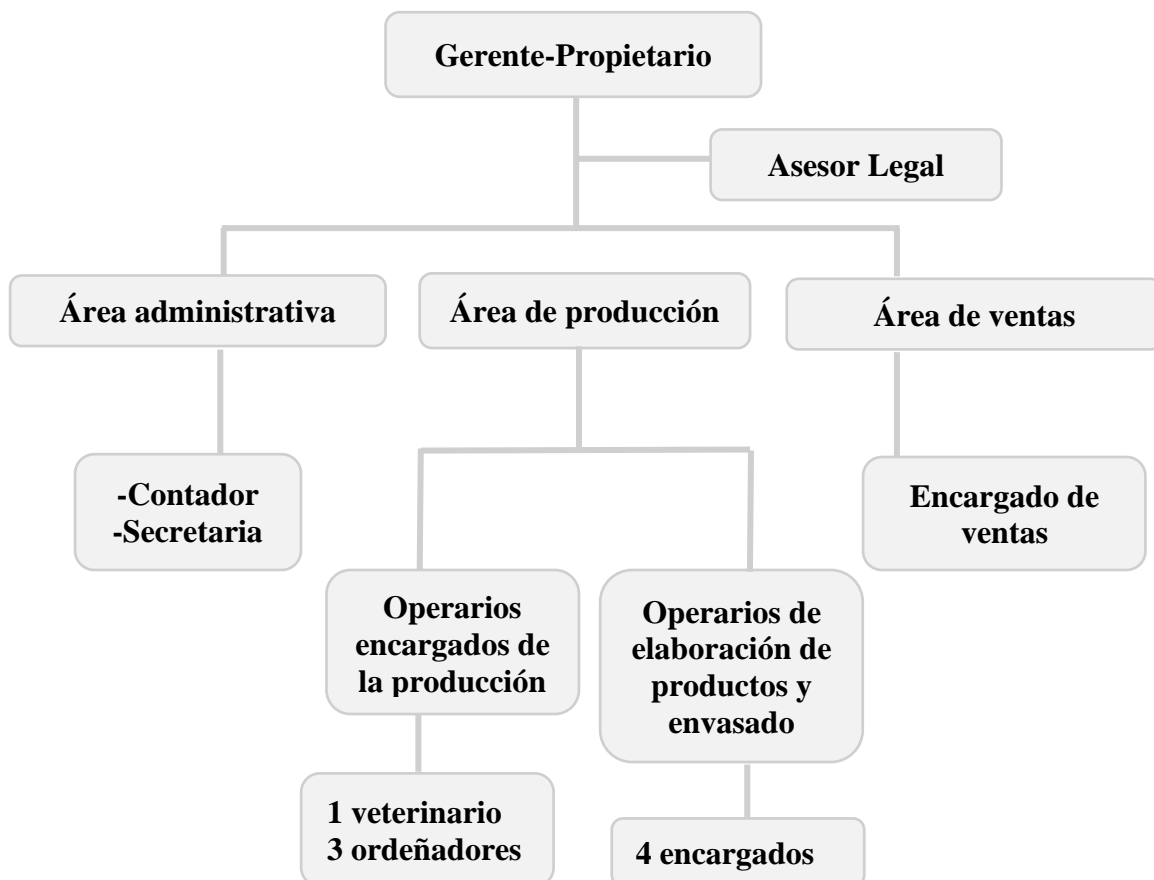 Gerente-Propietario
Asesor Legal
Área administrativa
Área de producción
Área de ventas
-Contador
-Secretaria
Encargado de
ventas
Operarios
encargados de
la producción
Operarios de
elaboración de
productos y
envasado
1 veterinario
3 ordeñadores
4 encargados